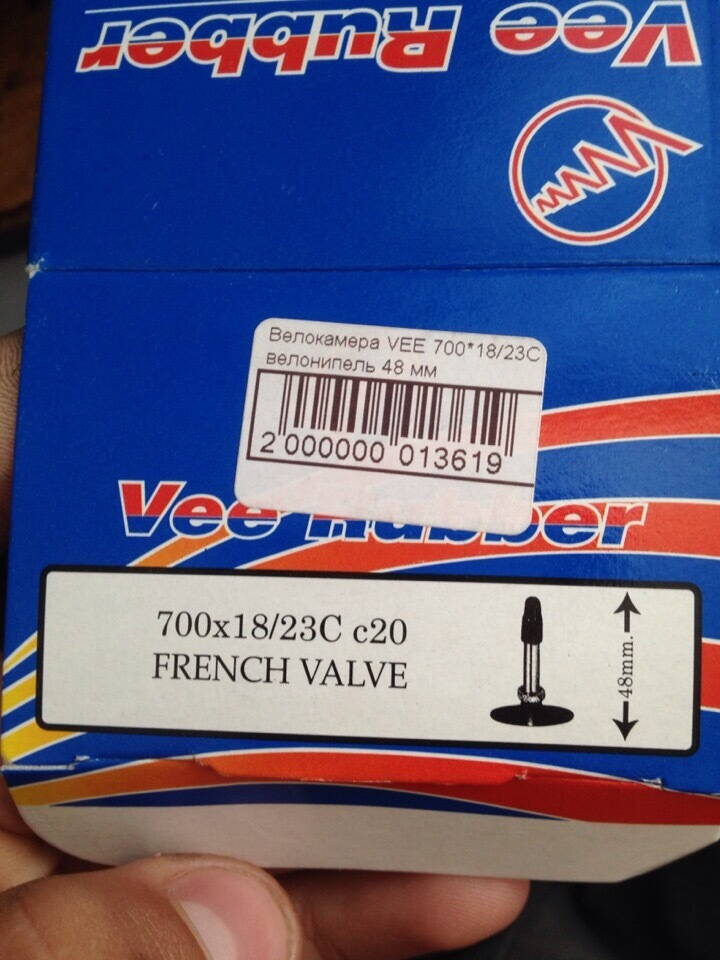 Vee Rubber
Велокамера VEE 700*18/23C
велонипель 48 мм
2 000000 013619
Vee Rubber
700x18/23C c20
FRENCH VALVE
48mm.